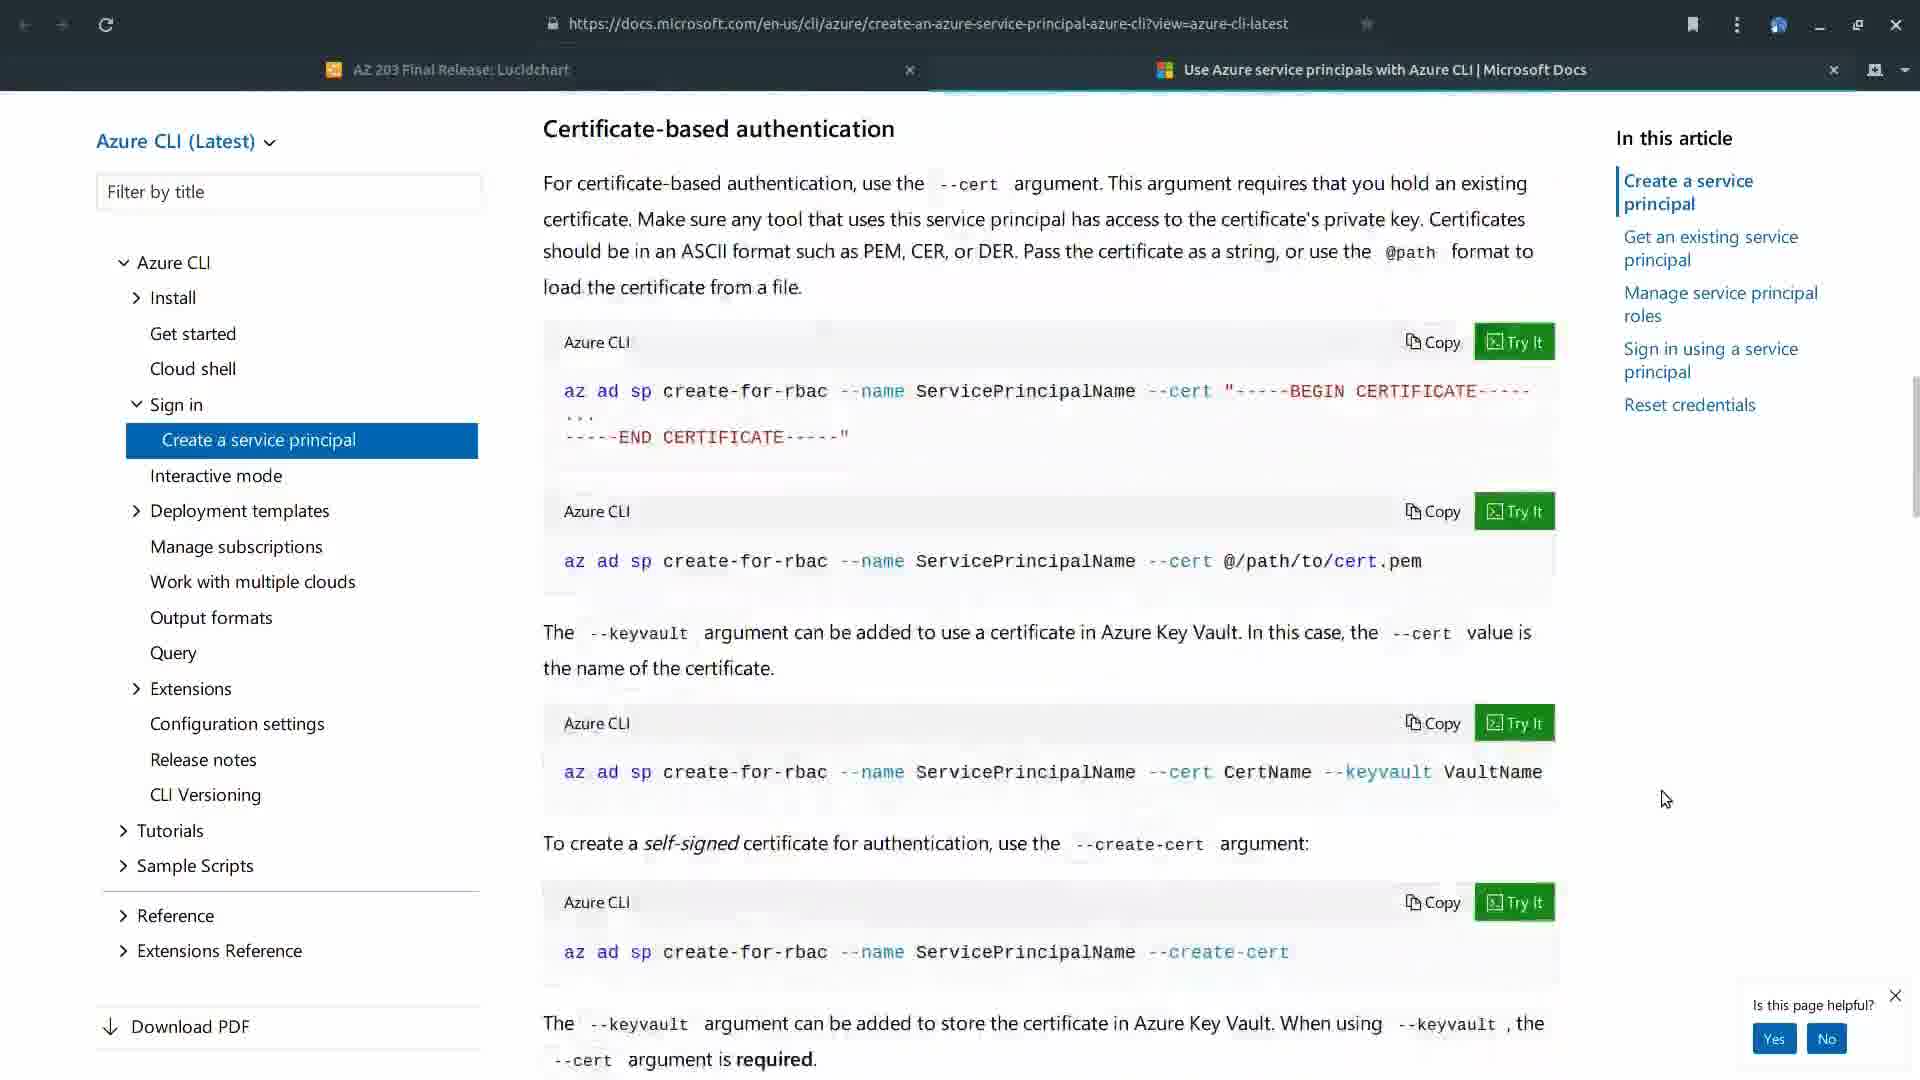 https://docs.microsoft.com/en-us/cli/azure/create-an-azure-service-principal-azure-cli?view=azure-cli-latest
AZ 203 Final Release: Lucidchart
Use Azure service principals with Azure CLI | Microsoft Docs
Azure CLI (Latest)
Filter by title
Azure CLI
Install
Get started
Cloud shell
Sign in
Create a service principal
Interactive mode
Deployment templates
Manage subscriptions
Work with multiple clouds
Output formats
Query
Extensions
Configuration settings
Release notes
CLI Versioning
Tutorials
Sample Scripts
Reference
Extensions Reference
Download PDF
Certificate-based authentication
For certificate-based authentication, use the --cert argument. This argument requires that you hold an existing
certificate. Make sure any tool that uses this service principal has access to the certificate's private key. Certificates
should be in an ASCII format such as PEM, CER, or DER. Pass the certificate as a string, or use the @path format to
load the certificate from a file.
Azure CLI Copy Try It
az ad sp create-for-rbac --name ServicePrincipalName --cert "-----BEGIN CERTIFICATE-----
...
-----END CERTIFICATE-----"
Azure CLI Copy Try It
az ad sp create-for-rbac --name ServicePrincipalName --cert @/path/to/cert.pem
The --keyvault argument can be added to use a certificate in Azure Key Vault. In this case, the --cert value is
the name of the certificate.
Azure CLI Copy Try It
az ad sp create-for-rbac --name ServicePrincipalName --cert CertName --keyvault VaultName
To create a self-signed certificate for authentication, use the --create-cert argument:
Azure CLI Copy Try It
az ad sp create-for-rbac --name ServicePrincipalName --create-cert
The --keyvault argument can be added to store the certificate in Azure Key Vault. When using --keyvault , the
--cert argument is required.
In this article
Create a service
principal
Get an existing service
principal
Manage service principal
roles
Sign in using a service
principal
Reset credentials
Is this page helpful?
Yes No